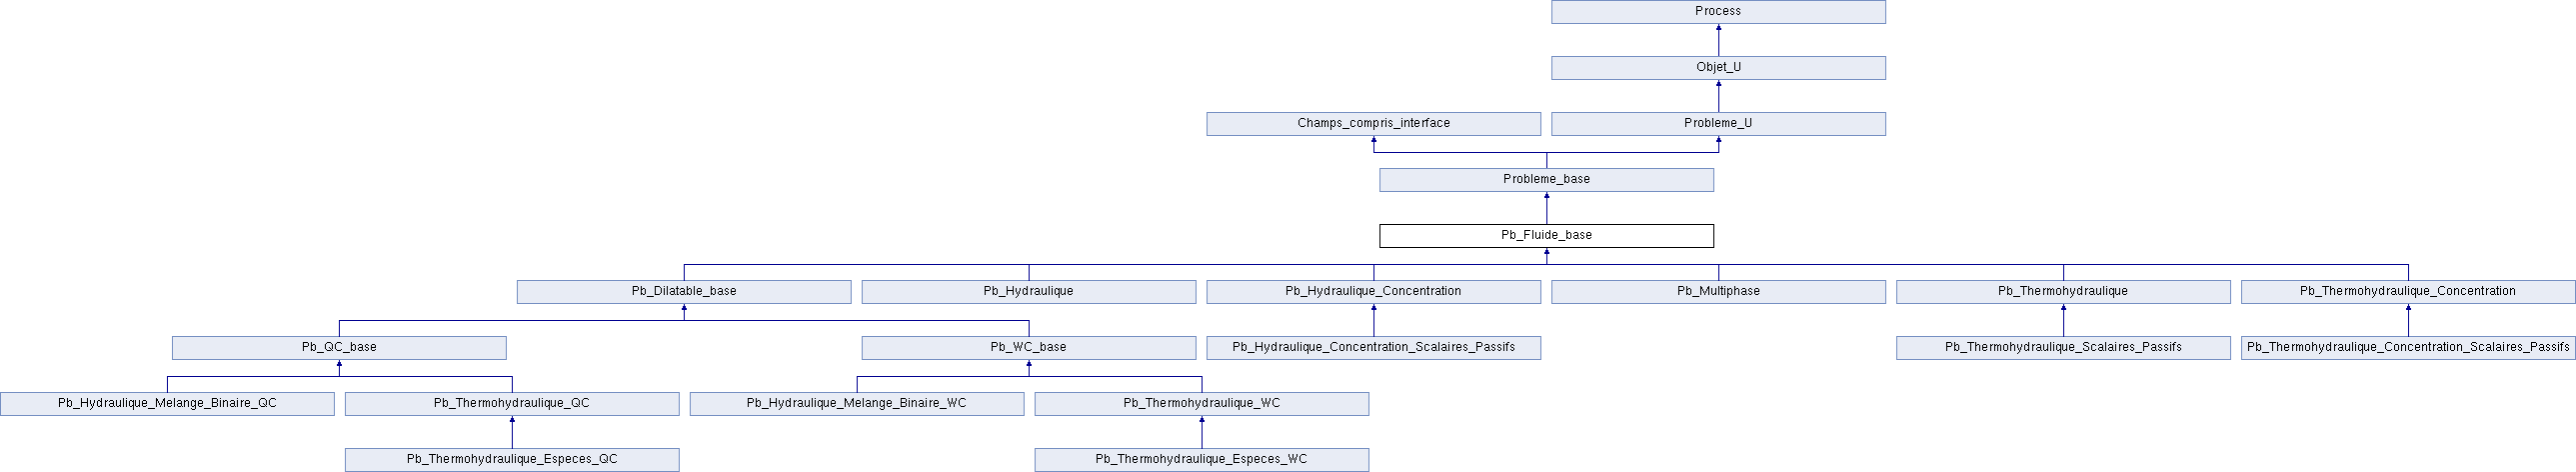 Process
Objet_U
Champs_compris_interface
Probleme_U
Probleme_base
Pb_Fluide_base
Pb_Dilatable_base
Pb_Hydraulique
Pb_Hydraulique_Concentration
Pb_Multiphase
Pb_Thermohydraulique
Pb_Thermohydraulique_Concentration
Pb_QC_base
Pb_WC_base
Pb_Hydraulique_Concentration_Scalaires_Passifs
Pb_Thermohydraulique_Scalaires_Passifs
Pb_Thermohydraulique_Concentration_Scalaires_Passifs
Pb_Hydraulique_Melange_Binaire_QC
Pb_Thermohydraulique_QC
Pb_Hydraulique_Melange_Binaire_WC
Pb_Thermohydraulique_WC
Pb_Thermohydraulique_Especes_QC
Pb_Thermohydraulique_Especes_WC